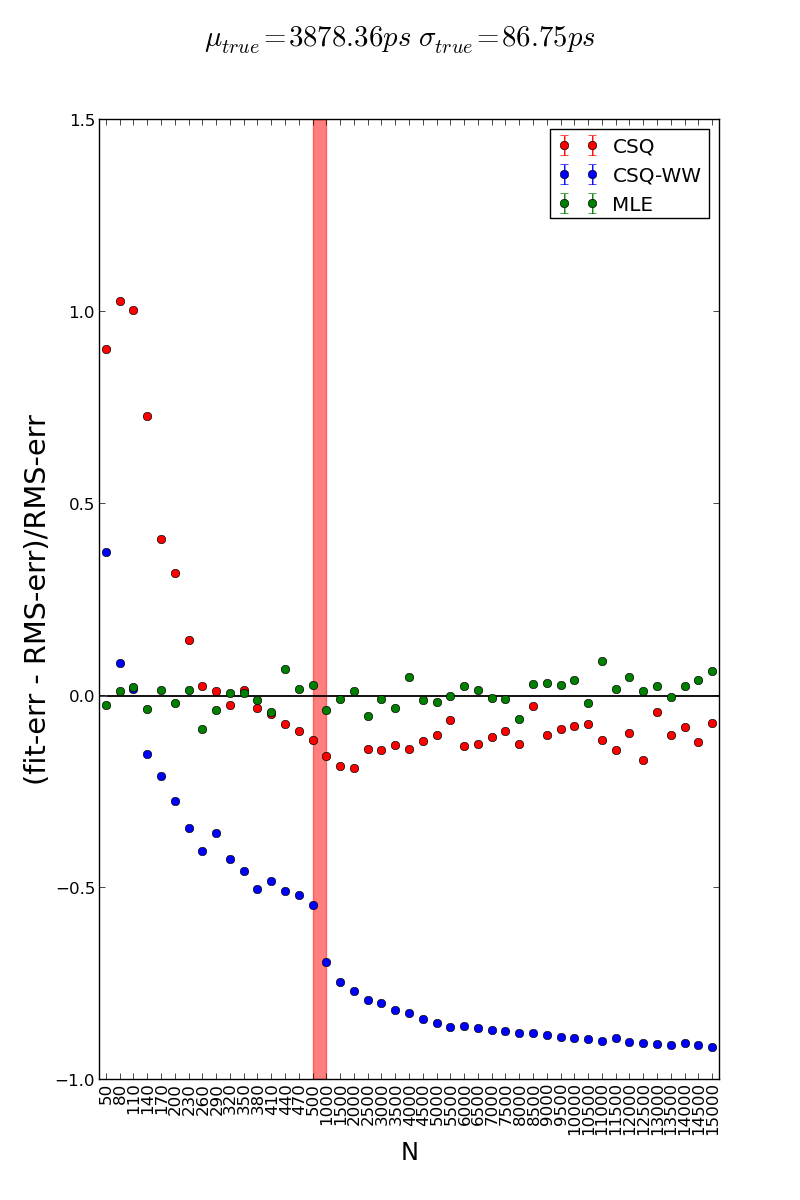 μ_true=3878.36ps σ_true=86.75ps
1.5
CSQ
CSQ-WW
MLE
1.0
0.5
0.0
−0.5
−1.0
(fit-err - RMS-err)/RMS-err
50 80 110 140 170 200 230 260 290 320 350 380 410 440 470 500 1000 1500 2000 2500 3000 3500 4000 4500 5000 5500 6000 6500 7000 7500 8000 8500 9000 9500 10000 10500 11000 11500 12000 12500 13000 13500 14000 14500 15000
N